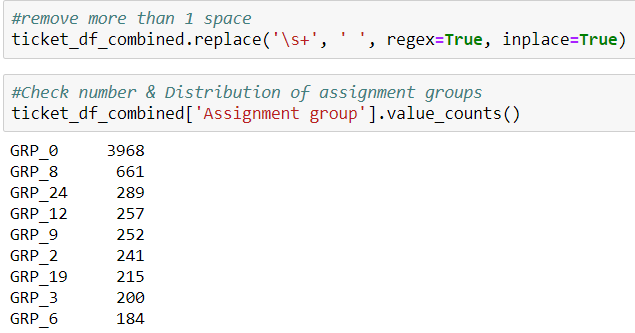 #remove more than 1 space
ticket_df_combined.replace('\s+', ' ', regex=True, inplace=True)
#Check number & Distribution of assignment groups
ticket_df_combined['Assignment group'].value_counts()
GRP_0 3968
GRP_8 661
GRP_24 289
GRP_12 257
GRP_9 252
GRP_2 241
GRP_19 215
GRP_3 200
GRP_6 184